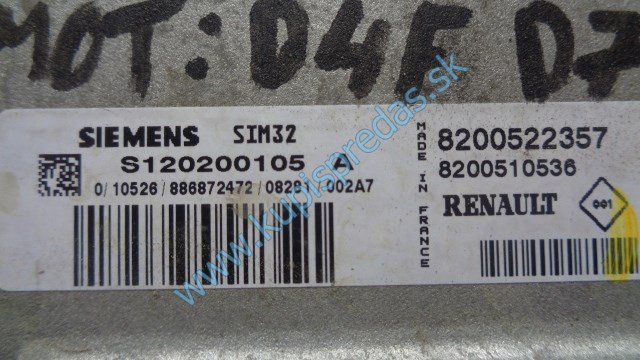 MOT: D4F D7
SIEMENS SIM32
S120200105 A
0/10526/886872472/08281/002A7
MADE IN FRANCE
8200522357
8200510536
RENAULT
001
www.kupispredas.sk